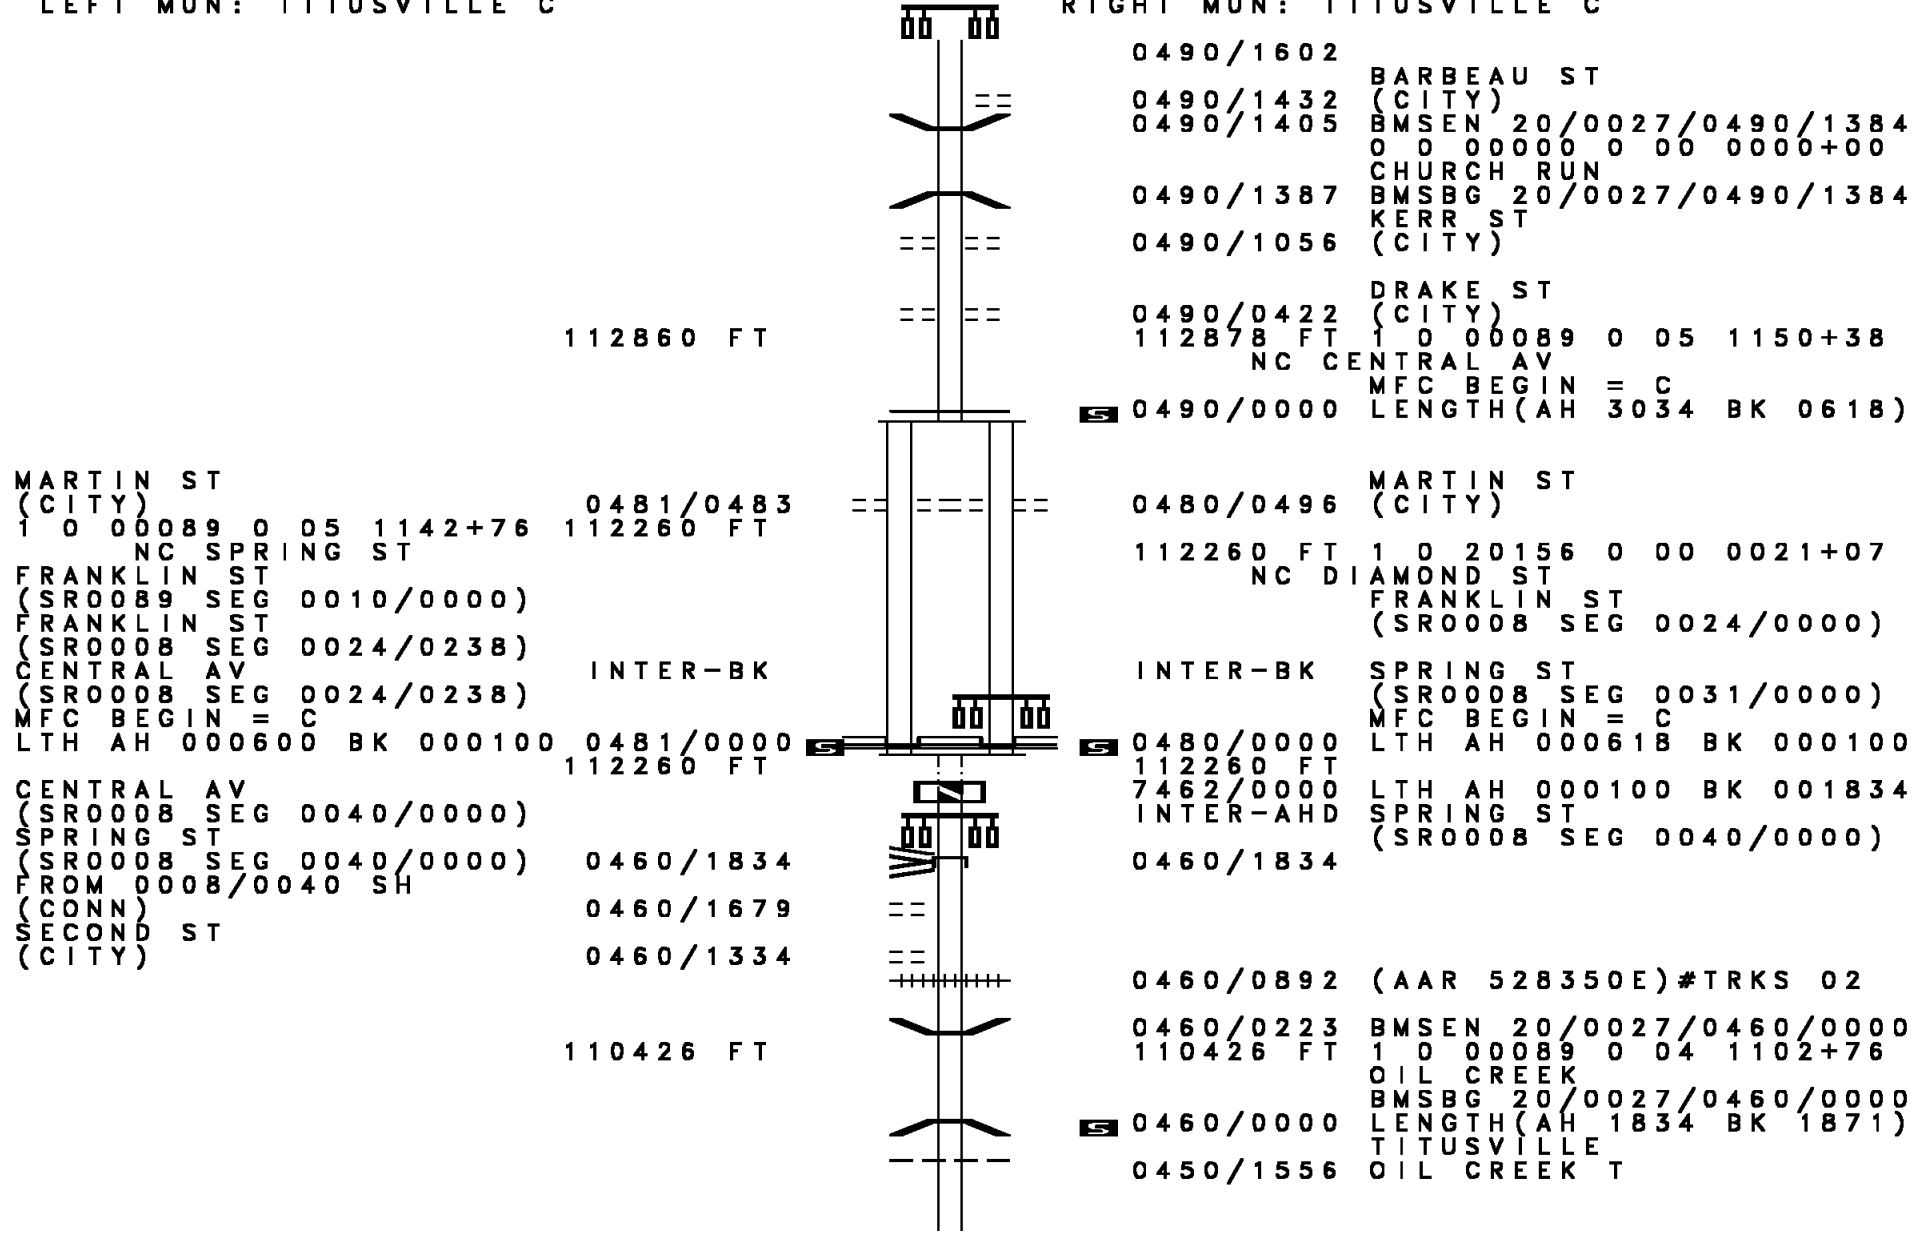 LEFT MUN: TITUSVILLE C RIGHT MUN: TITUSVILLE C
0490/1602
BARBEAU ST
0490/1432 (CITY)
0490/1405 BMSEN 20/0027/0490/1384
0 0 00000 0 00 0000+00
CHURCH RUN
0490/1387 BMSBG 20/0027/0490/1384
KERR ST
0490/1056 (CITY)
DRAKE ST
0490/0422 (CITY)
112860 FT 112878 FT 1 0 00089 0 05 1150+38
NC CENTRAL AV
MFC BEGIN = C
S 0490/0000 LENGTH(AH 3034 BK 0618)
MARTIN ST MARTIN ST
(CITY) 0481/0483 0480/0496 (CITY)
1 0 00089 0 05 1142+76 112260 FT
NC SPRING ST 112260 FT 1 0 20156 0 00 0021+07
FRANKLIN ST NC DIAMOND ST
(SR0089 SEG 0010/0000) FRANKLIN ST
FRANKLIN ST (SR0008 SEG 0024/0000)
(SR0008 SEG 0024/0238)
CENTRAL AV INTER-BK INTER-BK SPRING ST
(SR0008 SEG 0024/0238) (SR0008 SEG 0031/0000)
MFC BEGIN = C MFC BEGIN = C
LTH AH 000600 BK 000100 0481/0000 S S 0480/0000 LTH AH 000618 BK 000100
112260 FT 112260 FT
CENTRAL AV 7462/0000 LTH AH 000100 BK 001834
(SR0008 SEG 0040/0000) INTER-AHD SPRING ST
SPRING ST (SR0008 SEG 0040/0000)
(SR0008 SEG 0040/0000) 0460/1834 0460/1834
FROM 0008/0040 SH
(CONN) 0460/1679
SECOND ST
(CITY) 0460/1334
0460/0892 (AAR 528350E)#TRKS 02
0460/0223 BMSEN 20/0027/0460/0000
110426 FT 110426 FT 1 0 00089 0 04 1102+76
OIL CREEK
BMSBG 20/0027/0460/0000
S 0460/0000 LENGTH(AH 1834 BK 1871)
TITUSVILLE
0450/1556 OIL CREEK T